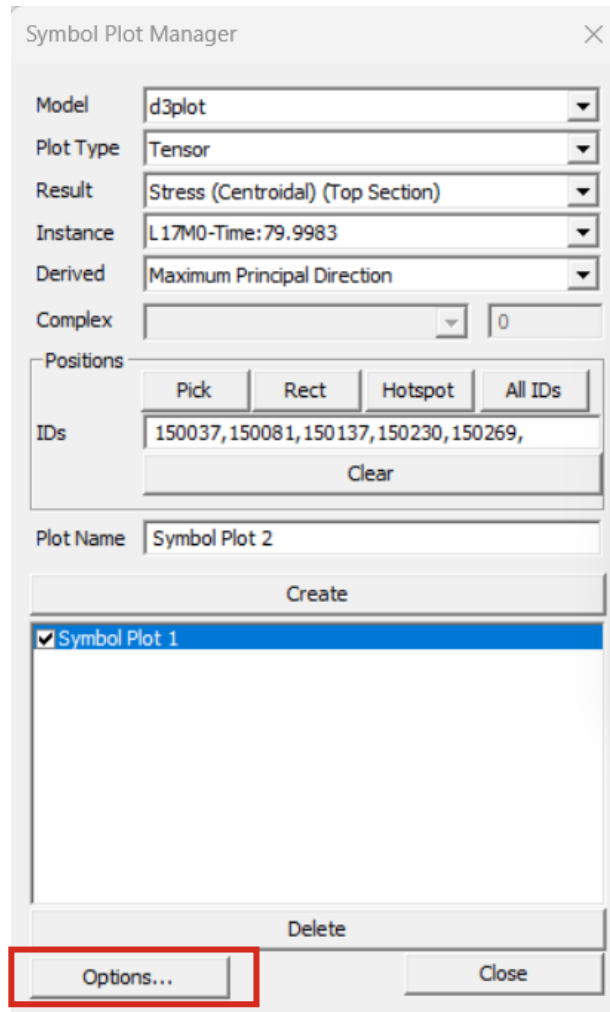 Symbol Plot Manager
Model d3plot
Plot Type Tensor
Result Stress (Centroidal) (Top Section)
Instance L17M0-Time:79.9983
Derived Maximum Principal Direction
Complex 0
Positions
Pick Rect Hotspot All IDs
IDs 150037,150081,150137,150230,150269,
Clear
Plot Name Symbol Plot 2
Create
Symbol Plot 1
Delete
Options... Close